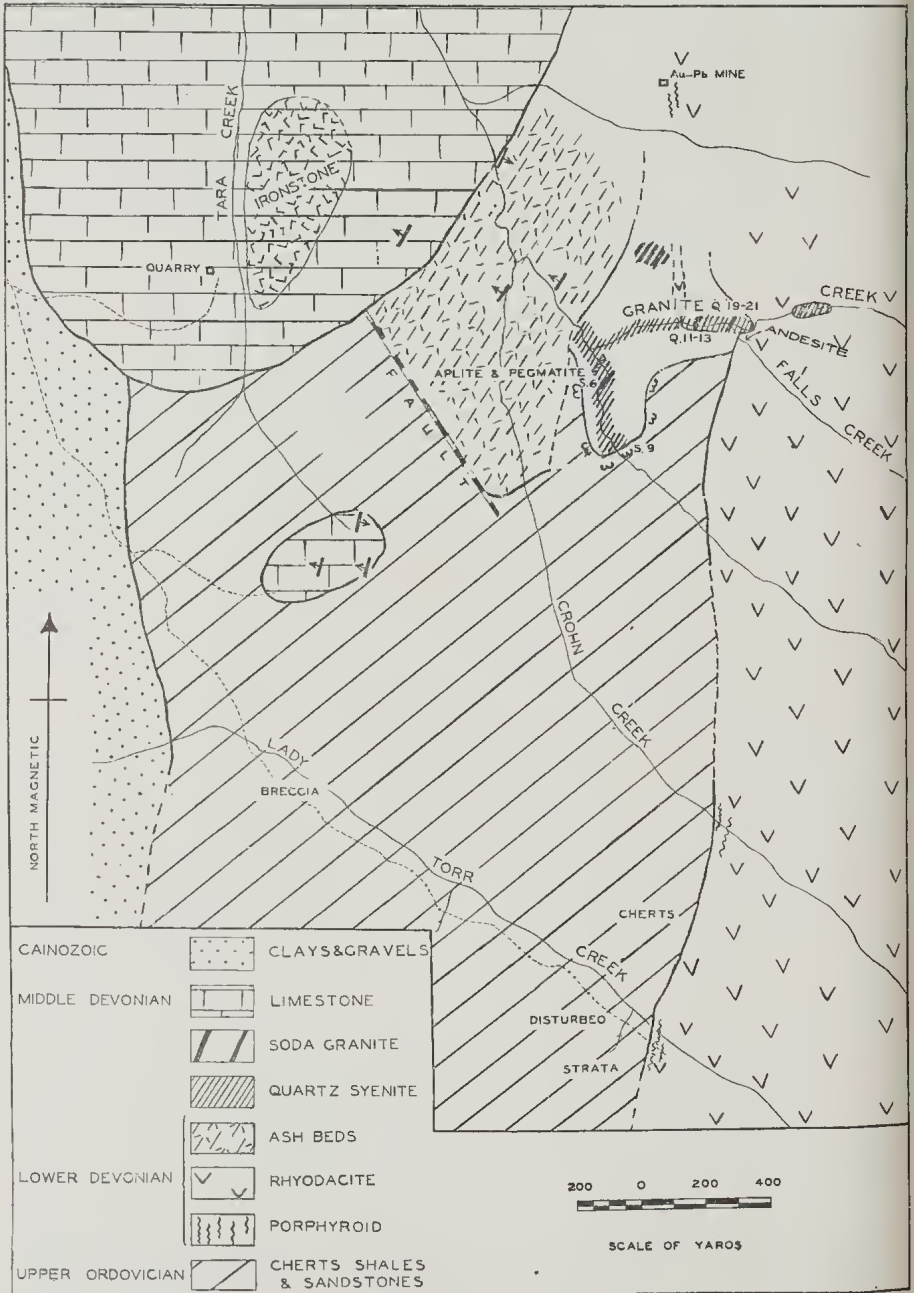 Au-Pb MINE
TARA CREEK
IRONSTONE
QUARRY
GRANITE Q.19-21
CREEK
Q.11-13
ANDESITE
APLITE & PEGMATITE
S.6
FALLS
CREEK
FAULT
S.9
CROHN
CREEK
NORTH MAGNETIC
LADY
BRECCIA
TORR
CHERTS
CREEK
DISTURBED
STRATA
CAINOZOIC
CLAYS&GRAVELS
MIDDLE DEVONIAN
LIMESTONE
SODA GRANITE
QUARTZ SYENITE
ASH BEDS
LOWER DEVONIAN
RHYODACITE
PORPHYROID
UPPER ORDOVICIAN
CHERTS SHALES
& SANDSTONES
200 0 200 400
SCALE OF YARDS